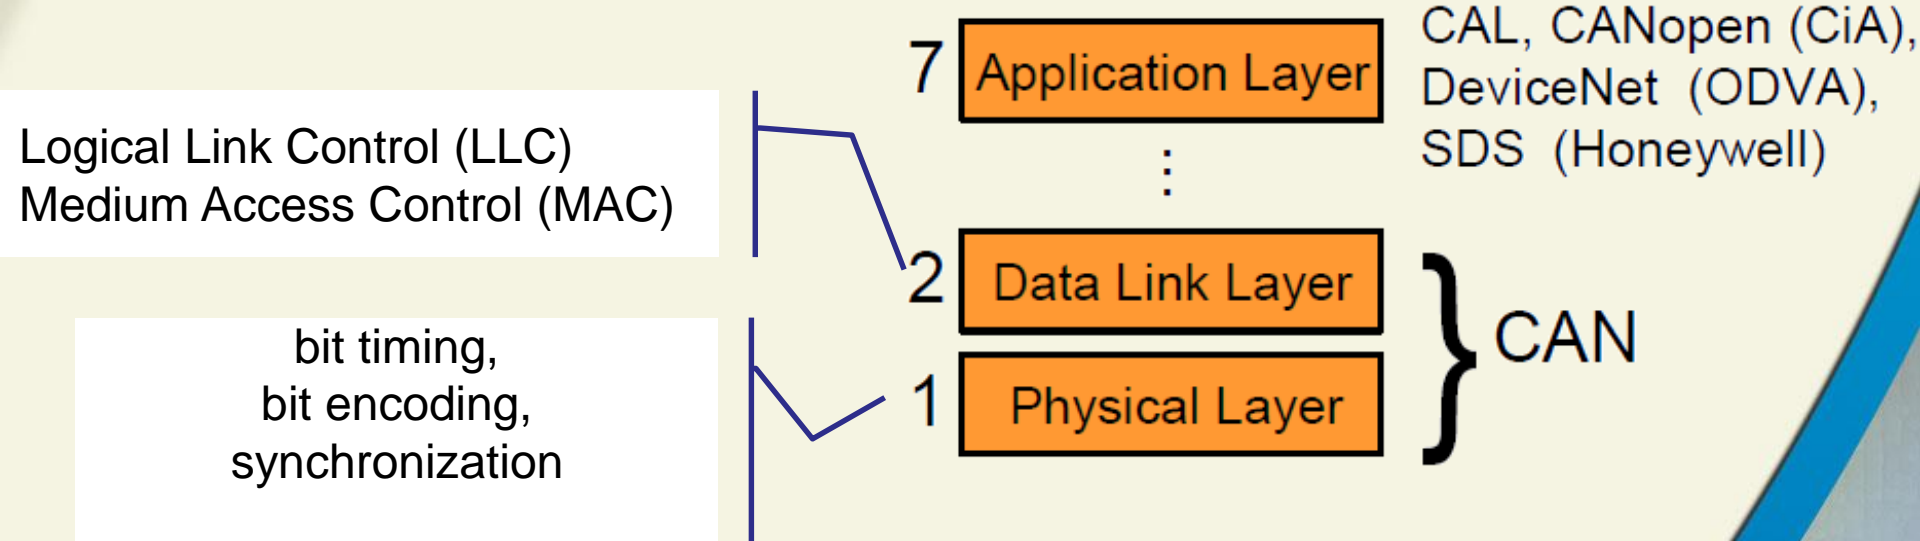 CAL, CANopen (CiA),
7 Application Layer
DeviceNet (ODVA),
SDS (Honeywell)
Logical Link Control (LLC)
Medium Access Control (MAC)
⋮
2 Data Link Layer
CAN
bit timing,
bit encoding,
synchronization
1 Physical Layer